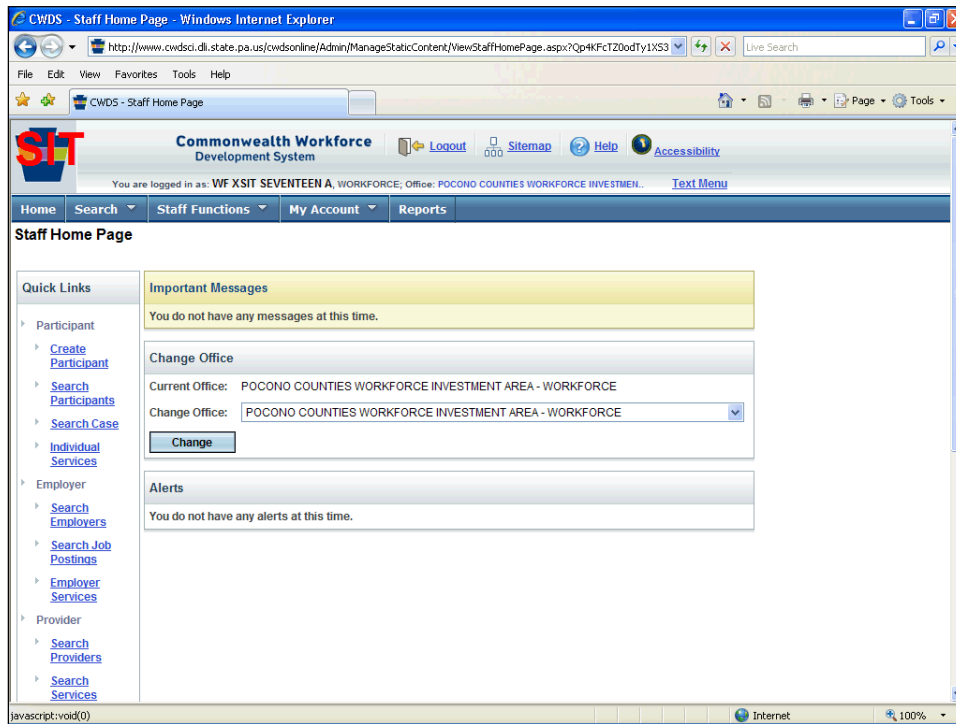 CWDS - Staff Home Page - Windows Internet Explorer
http://www.cwdsci.dli.state.pa.us/cwdsonline/Admin/ManageStaticContent/ViewStaffHomePage.aspx?Qp4KFcTZ0odTy1XS3
Live Search
File Edit View Favorites Tools Help
CWDS - Staff Home Page
Page Tools
SIT
Commonwealth Workforce
Development System
Logout Sitemap Help Accessibility
You are logged in as: WF XSIT SEVENTEEN A, WORKFORCE; Office: POCONO COUNTIES WORKFORCE INVESTMEN.. Text Menu
Home Search Staff Functions My Account Reports
Staff Home Page
Quick Links
Participant
Create
Participant
Search
Participants
Search Case
Individual
Services
Employer
Search
Employers
Search Job
Postings
Employer
Services
Provider
Search
Providers
Search
Services
Important Messages
You do not have any messages at this time.
Change Office
Current Office: POCONO COUNTIES WORKFORCE INVESTMENT AREA - WORKFORCE
Change Office: POCONO COUNTIES WORKFORCE INVESTMENT AREA - WORKFORCE
Change
Alerts
You do not have any alerts at this time.
javascript:void(0)
Internet
100%